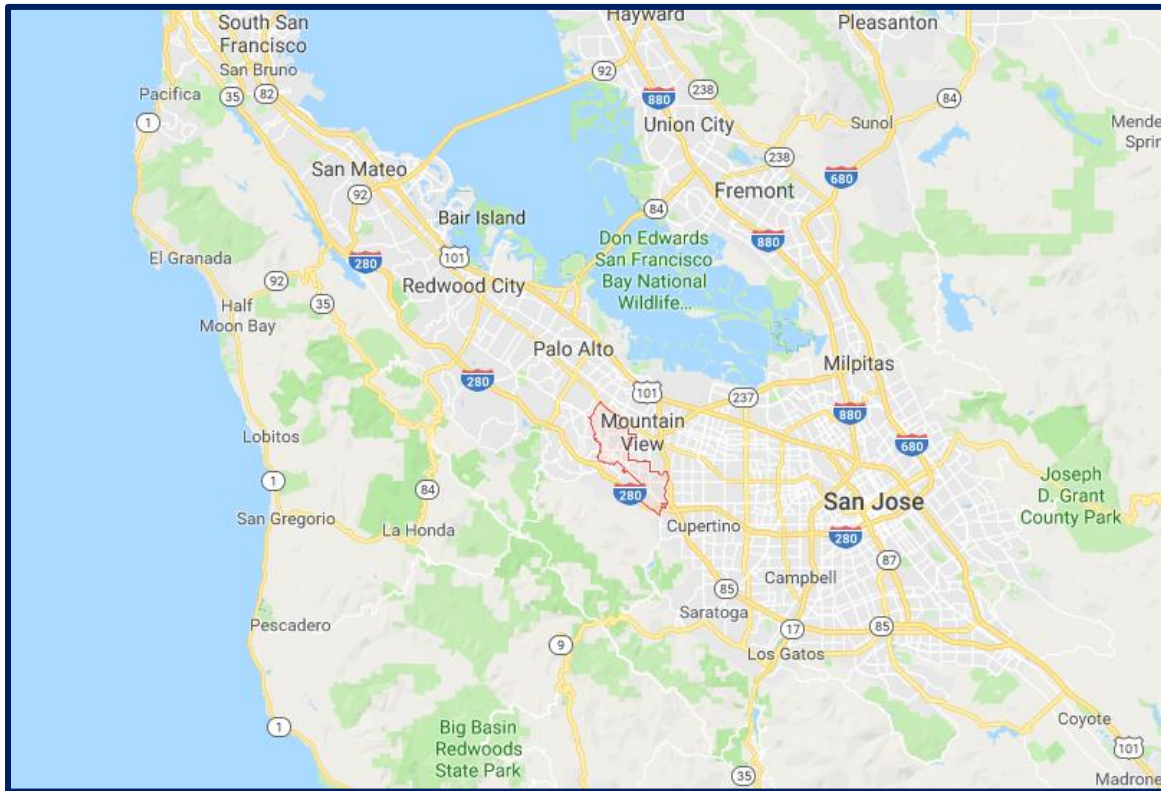 South San
Francisco
San Bruno
Hayward
Pleasanton
92
35
82
Pacifica
1
880
238
84
Union City
Sunol
Mende
Sprin
238
680
San Mateo
92
Fremont
Bair Island
84
880
Don Edwards
San Francisco
Bay National
Wildlife...
101
El Granada
280
92
Redwood City
35
Half
Moon Bay
Palo Alto
Milpitas
280
101
237
880
680
Mountain
View
Lobitos
1
84
280
San Jose
Joseph
D. Grant
County Park
San Gregorio
La Honda
Cupertino
280
87
Campbell
85
Saratoga
Pescadero
17
85
9
Los Gatos
1
Big Basin
Redwoods
State Park
Coyote
101
35
Madrone